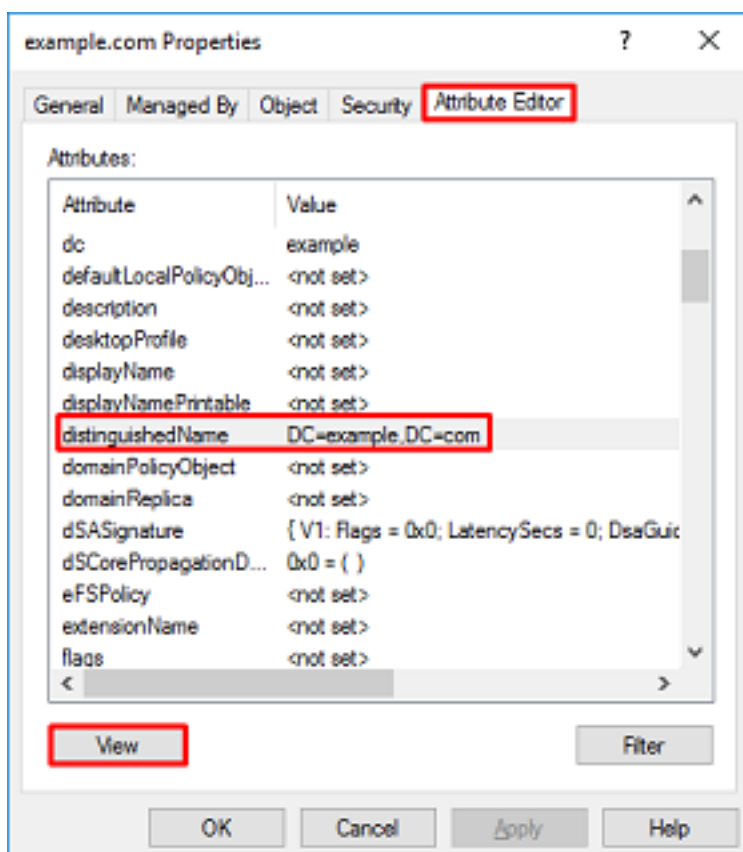 example.com Properties ? ×
General Managed By Object Security Attribute Editor
Attributes:
Attribute Value
dc example
defaultLocalPolicyObj... <not set>
description <not set>
desktopProfile <not set>
displayName <not set>
displayNamePrintable <not set>
distinguishedName DC=example,DC=com
domainPolicyObject <not set>
domainReplica <not set>
dSASignature { V1: Flags = 0x0; LatencySecs = 0; DsaGuid
dSCorePropagationD... 0x0 = ( )
eFSPolicy <not set>
extensionName <not set>
flags <not set>
View Filter
OK Cancel Apply Help